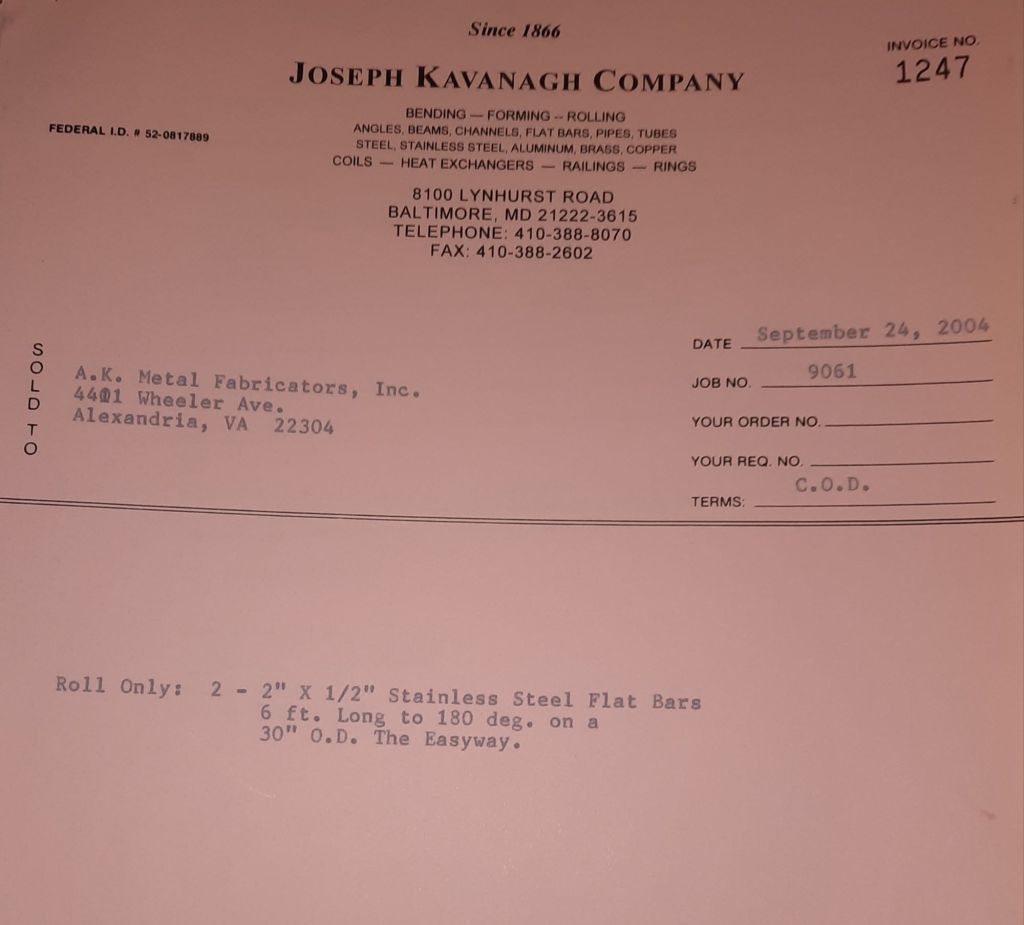 Since 1866
INVOICE NO.
1247
JOSEPH KAVANAGH COMPANY
BENDING — FORMING -- ROLLING
FEDERAL I.D. # 52-0817889
ANGLES, BEAMS, CHANNELS, FLAT BARS, PIPES, TUBES
STEEL, STAINLESS STEEL, ALUMINUM, BRASS, COPPER
COILS — HEAT EXCHANGERS — RAILINGS — RINGS
8100 LYNHURST ROAD
BALTIMORE, MD 21222-3615
TELEPHONE: 410-388-8070
FAX: 410-388-2602
SOLD TO
A.K. Metal Fabricators, Inc.
4401 Wheeler Ave.
Alexandria, VA 22304
DATE September 24, 2004
JOB NO. 9061
YOUR ORDER NO.
YOUR REQ. NO.
TERMS: C.O.D.
Roll Only: 2 - 2" X 1/2" Stainless Steel Flat Bars
6 ft. Long to 180 deg. on a
30" O.D. The Easyway.